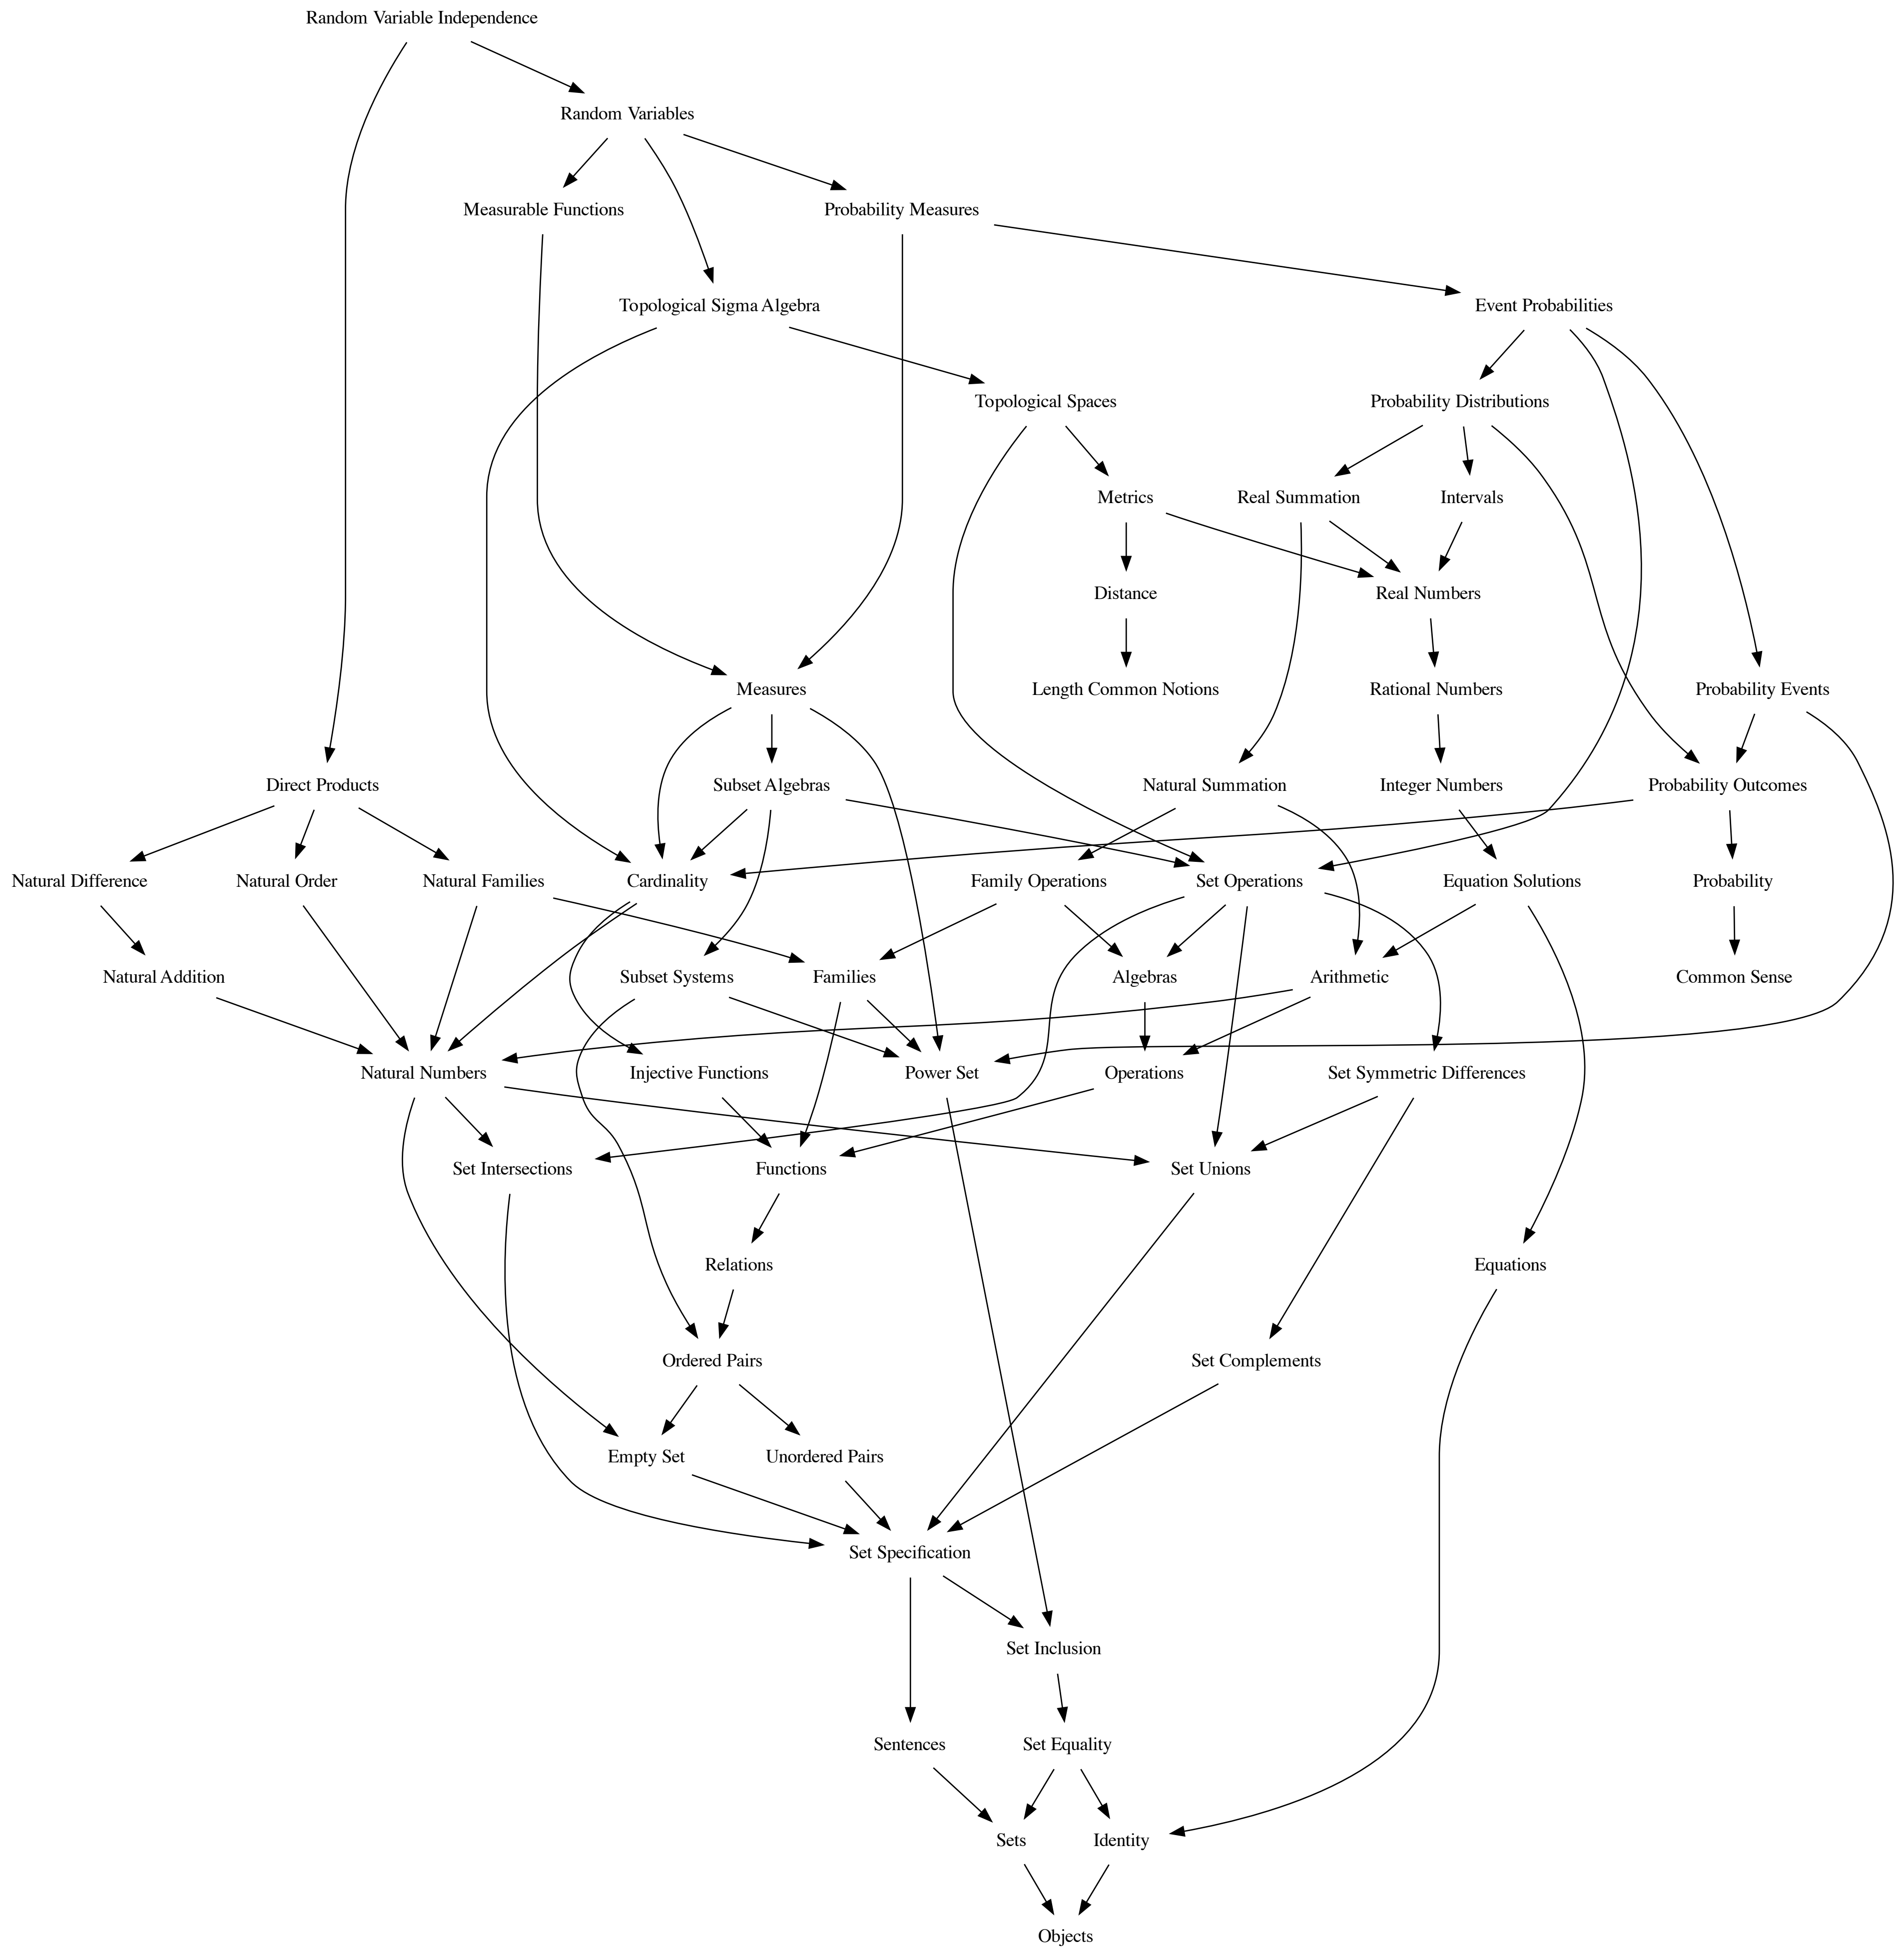 Random Variable Independence
Random Variables
Measurable Functions
Probability Measures
Topological Sigma Algebra
Event Probabilities
Topological Spaces
Probability Distributions
Metrics
Real Summation
Intervals
Distance
Real Numbers
Measures
Length Common Notions
Rational Numbers
Probability Events
Direct Products
Subset Algebras
Natural Summation
Integer Numbers
Probability Outcomes
Natural Difference
Natural Order
Natural Families
Cardinality
Family Operations
Set Operations
Equation Solutions
Probability
Natural Addition
Subset Systems
Families
Algebras
Arithmetic
Common Sense
Natural Numbers
Injective Functions
Power Set
Operations
Set Symmetric Differences
Set Intersections
Functions
Set Unions
Relations
Equations
Ordered Pairs
Set Complements
Empty Set
Unordered Pairs
Set Specification
Set Inclusion
Sentences
Set Equality
Sets
Identity
Objects